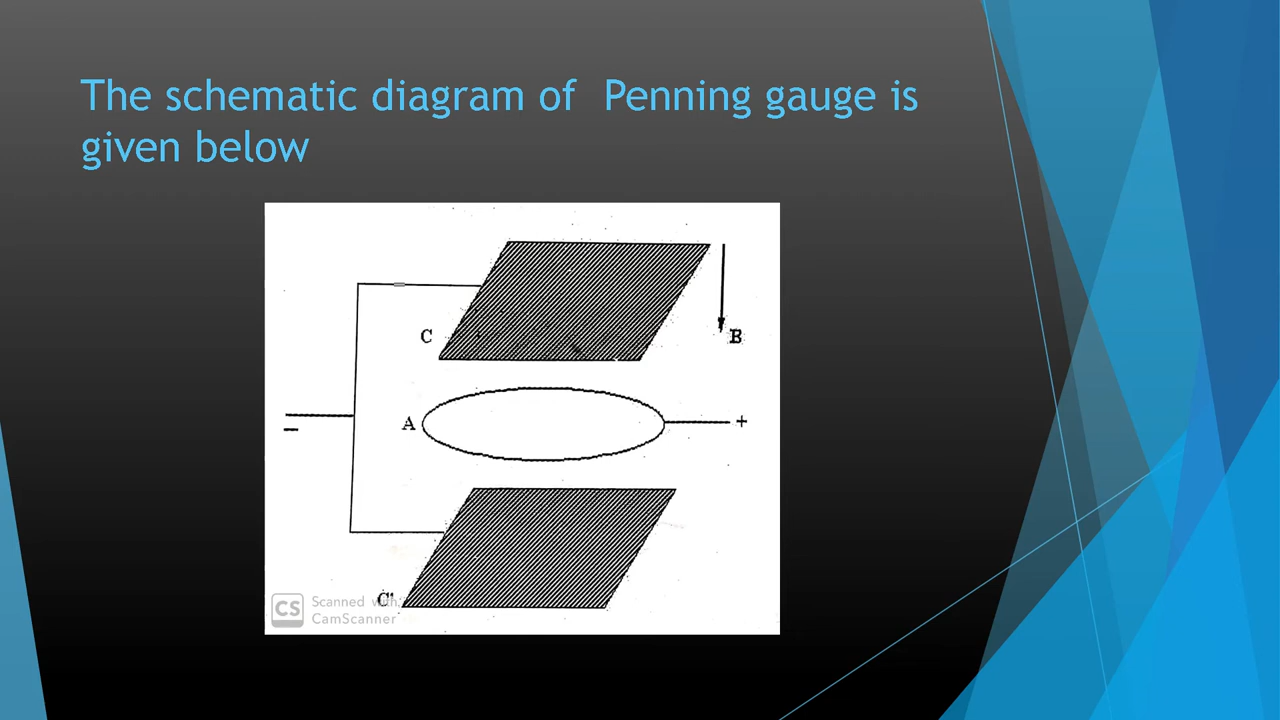 The schematic diagram of  Penning gauge is
given below
C
B
A
+
−
C'
CS Scanned with
CamScanner